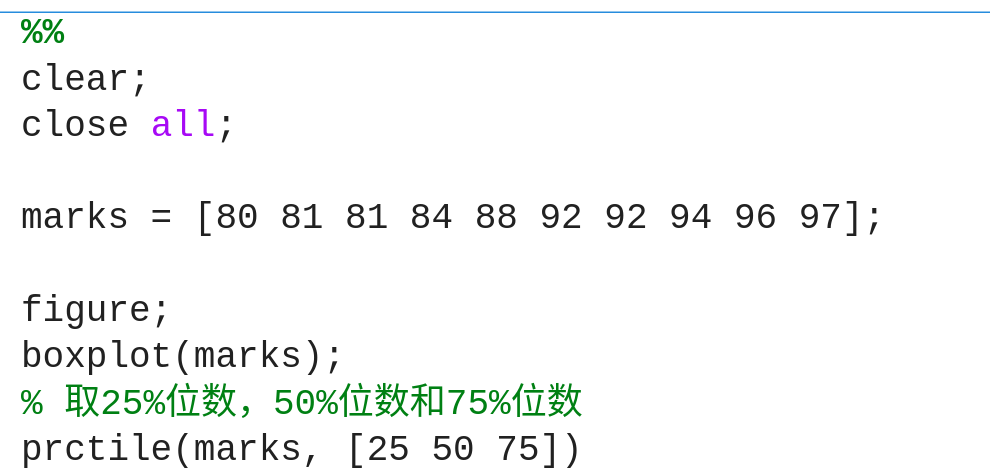 %%
clear;
close all;
marks = [80 81 81 84 88 92 92 94 96 97];
figure;
boxplot(marks);
% 取25%位数，50%位数和75%位数
prctile(marks, [25 50 75])